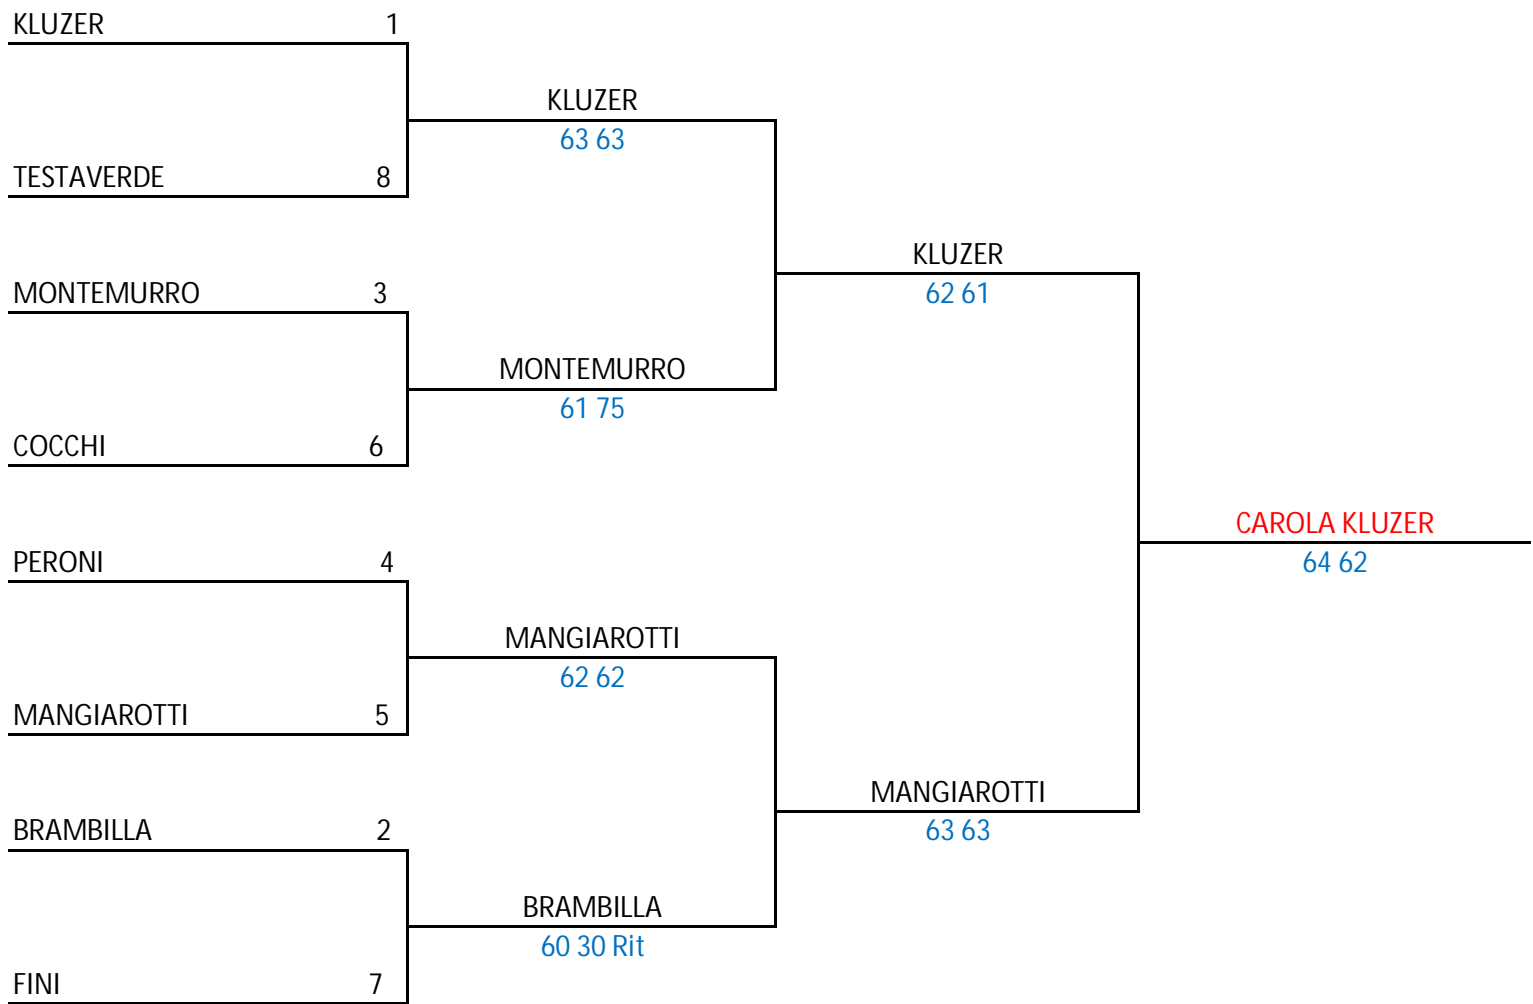 KLUZER 1
KLUZER
63 63
TESTAVERDE 8
KLUZER
62 61
MONTEMURRO 3
MONTEMURRO
61 75
COCCHI 6
CAROLA KLUZER
64 62
PERONI 4
MANGIAROTTI
62 62
MANGIAROTTI 5
MANGIAROTTI
63 63
BRAMBILLA 2
BRAMBILLA
60 30 Rit
FINI 7